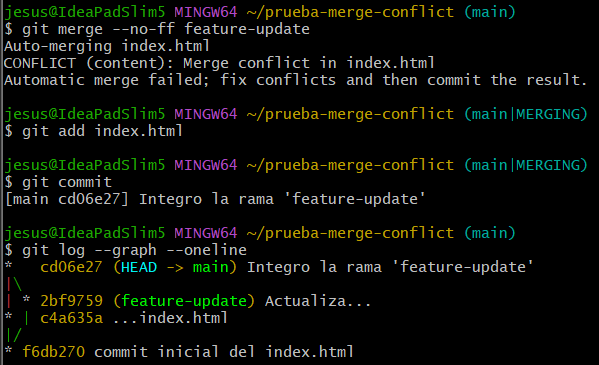 jesus@IdeaPadSlim5 MINGW64 ~/prueba-merge-conflict (main)
$ git merge --no-ff feature-update
Auto-merging index.html
CONFLICT (content): Merge conflict in index.html
Automatic merge failed; fix conflicts and then commit the result.
jesus@IdeaPadSlim5 MINGW64 ~/prueba-merge-conflict (main|MERGING)
$ git add index.html
jesus@IdeaPadSlim5 MINGW64 ~/prueba-merge-conflict (main|MERGING)
$ git commit
[main cd06e27] Integro la rama 'feature-update'
jesus@IdeaPadSlim5 MINGW64 ~/prueba-merge-conflict (main)
$ git log --graph --oneline
*   cd06e27 (HEAD -> main) Integro la rama 'feature-update'
|\
| * 2bf9759 (feature-update) Actualiza...
* | c4a635a ...index.html
|/
* f6db270 commit inicial del index.html